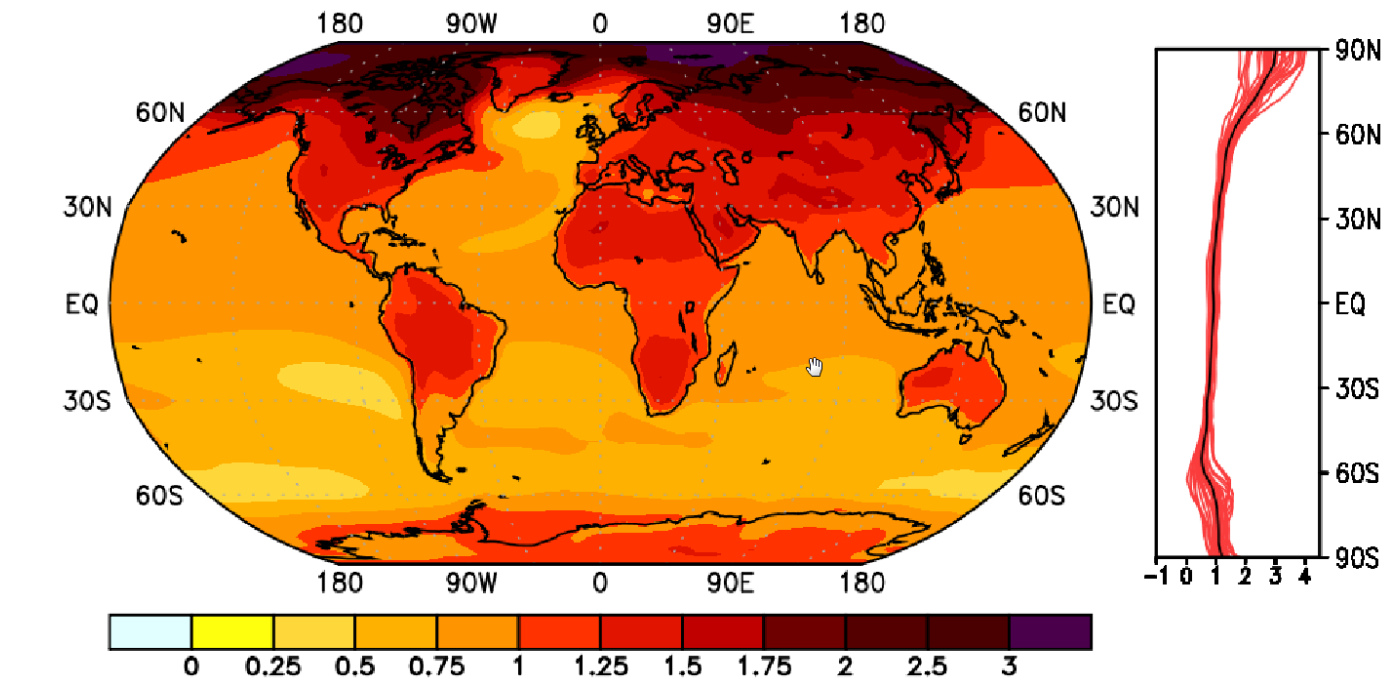 180 90W 0 90E 180
90N
60N 60N 60N
30N 30N 30N
EQ EQ EQ
30S 30S 30S
60S 60S 60S
90S
180 90W 0 90E 180
-1 0 1 2 3 4
0 0.25 0.5 0.75 1 1.25 1.5 1.75 2 2.5 3